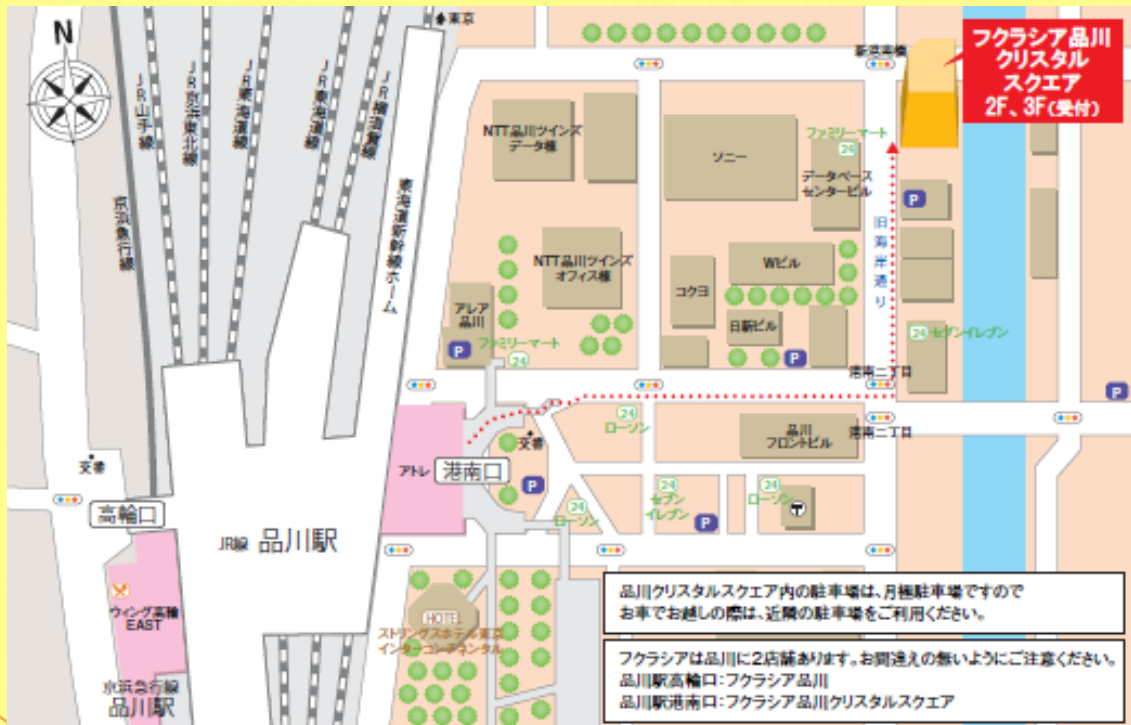 N
東京
JR山手線
JR京浜東北線
JR東海道線
JR東海道線
JR横須賀線
東海道新幹線ホーム
京浜急行線
新港南橋
フクラシア品川
クリスタル
スクエア
2F、3F(受付)
NTT品川ツインズ
データ棟
ソニー
ファミリーマート
24
データベース
センタービル
P
旧海岸通り
NTT品川ツインズ
オフィス棟
Wビル
コクヨ
アレア
品川
P
ファミリーマート
24
日新ビル
P
24 セブンイレブン
港南二丁目
P
24
ローソン
品川
フロントビル
港南二丁目
交番
アトレ
港南口
P
交番
高輪口
24
ローソン
24
セブン
イレブン
P
24
ローソン
〒
JR線 品川駅
ウィング高輪
EAST
HOTEL
ストリングスホテル東京
インターコンチネンタル
京浜急行線
品川駅
品川クリスタルスクエア内の駐車場は、月極駐車場ですので
お車でお越しの際は、近隣の駐車場をご利用ください。
フクラシアは品川に2店舗あります。お間違えの無いようにご注意ください。
品川駅高輪口:フクラシア品川
品川駅港南口:フクラシア品川クリスタルスクエア